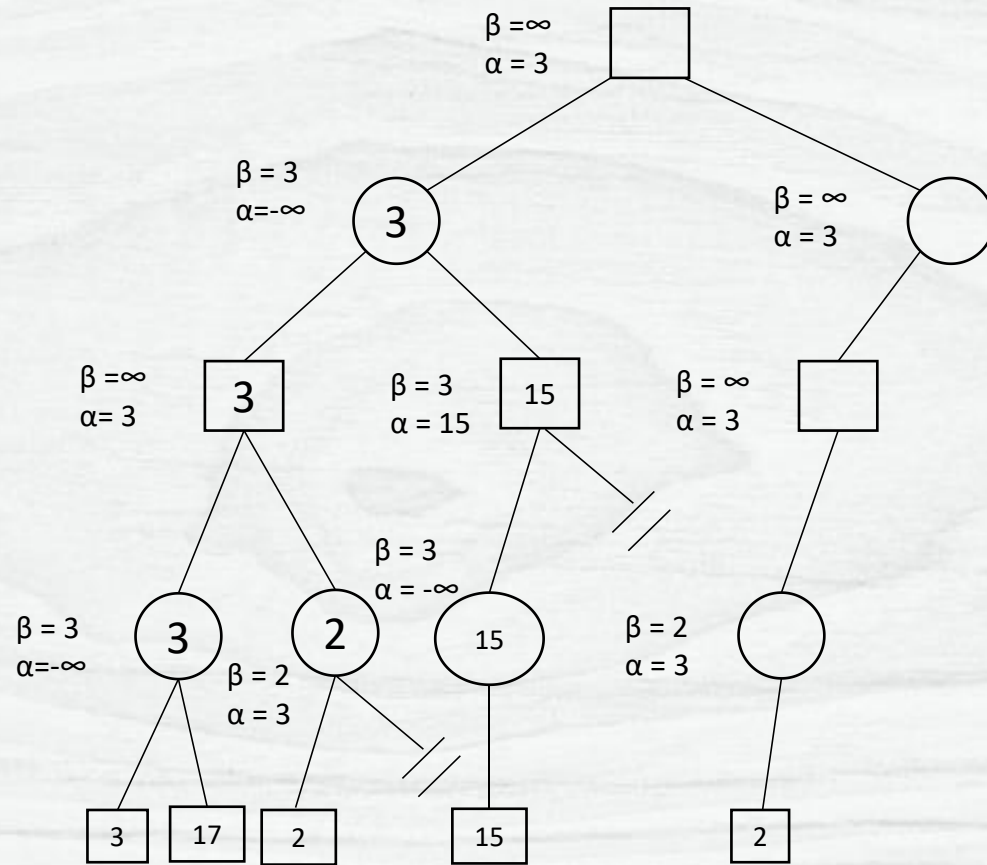 β =∞
α = 3
β = 3
α=-∞
3
β = ∞
α = 3
β =∞
α= 3
3
β = 3
α = 15
15
β = ∞
α = 3
β = 3
α = -∞
β = 3
α=-∞
3
2
15
β = 2
α = 3
β = 2
α = 3
3
17
2
15
2